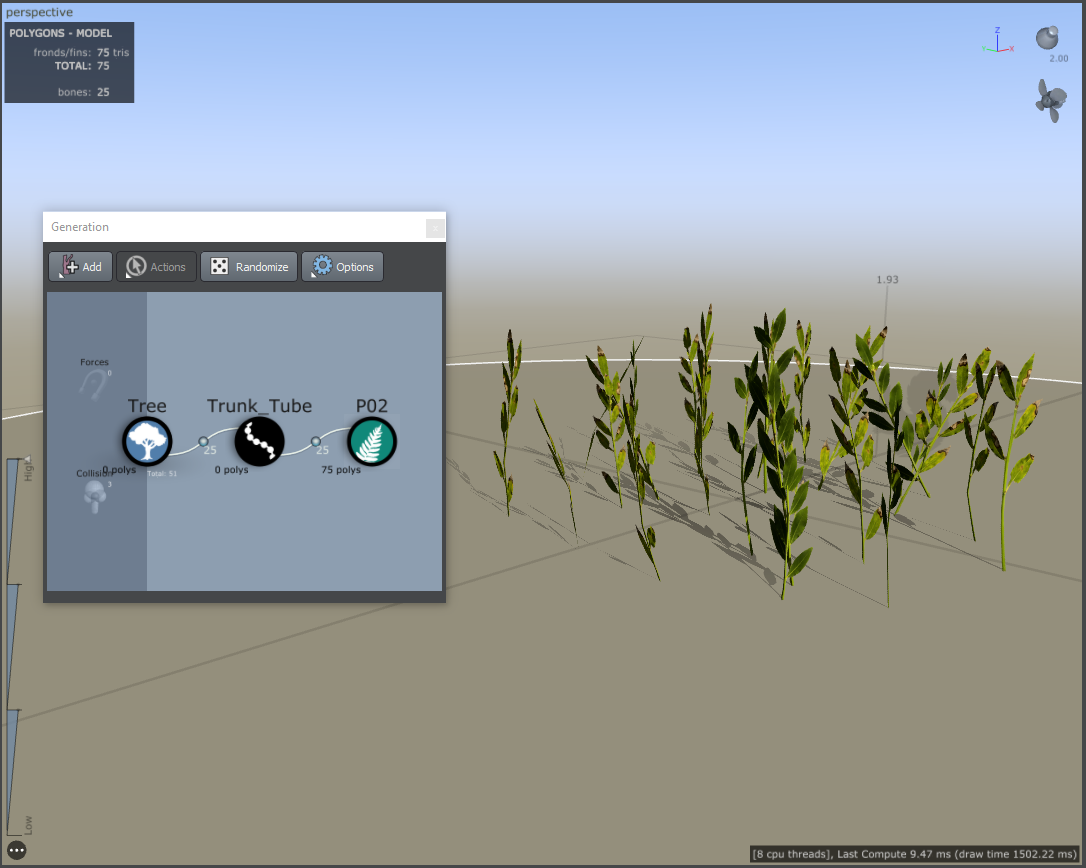 perspective
POLYGONS - MODEL
fronds/fins: 75 tris
TOTAL: 75
bones: 25
Z
Y X
2.00
Generation
Add Actions Randomize Options
1.93
Forces
0
Tree Trunk_Tube P02
25 25
0 polys Total: 51 0 polys 75 polys
Collision
3
High
Low
[8 cpu threads], Last Compute 9.47 ms (draw time 1502.22 ms)